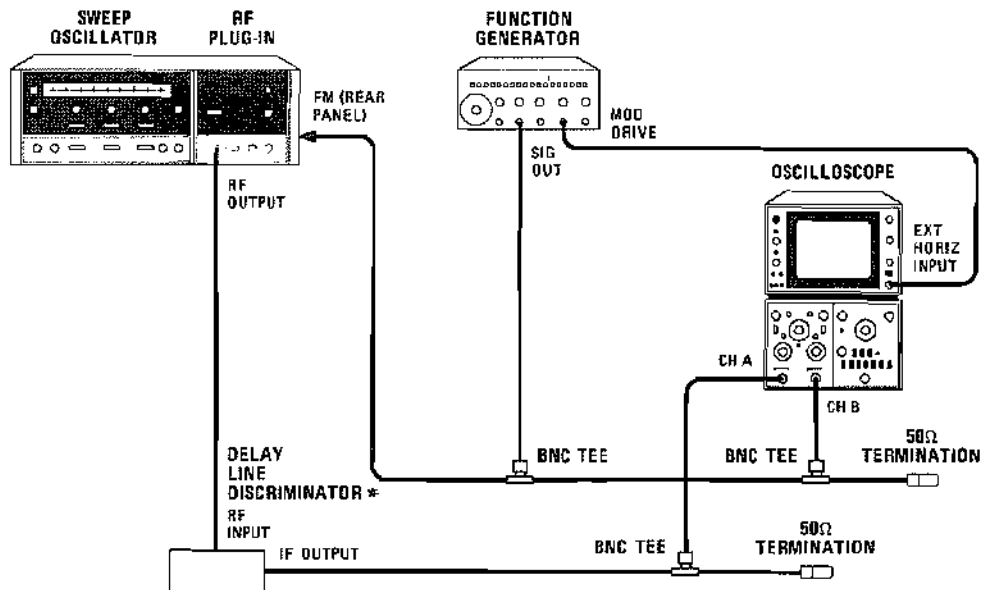 SWEEP
OSCILLATOR
RF
PLUG-IN
FUNCTION
GENERATOR
FM (REAR
PANEL)
MOD
DRIVE
SIG
OUT
OSCILLOSCOPE
RF
OUTPUT
EXT
HORIZ
INPUT
CH A
CH B
DELAY
LINE
DISCRIMINATOR *
BNC TEE
BNC TEE
50Ω
TERMINATION
RF
INPUT
IF OUTPUT
BNC TEE
50Ω
TERMINATION